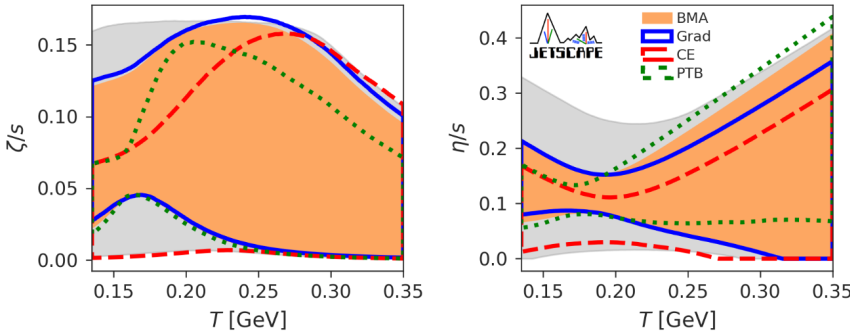 0.15
0.10
0.05
0.00
ζ/s
0.15
0.20
0.25
0.30
0.35
T [GeV]
0.4
0.3
0.2
0.1
0.0
η/s
0.15
0.20
0.25
0.30
0.35
T [GeV]
JETSCAPE
BMA
Grad
CE
PTB